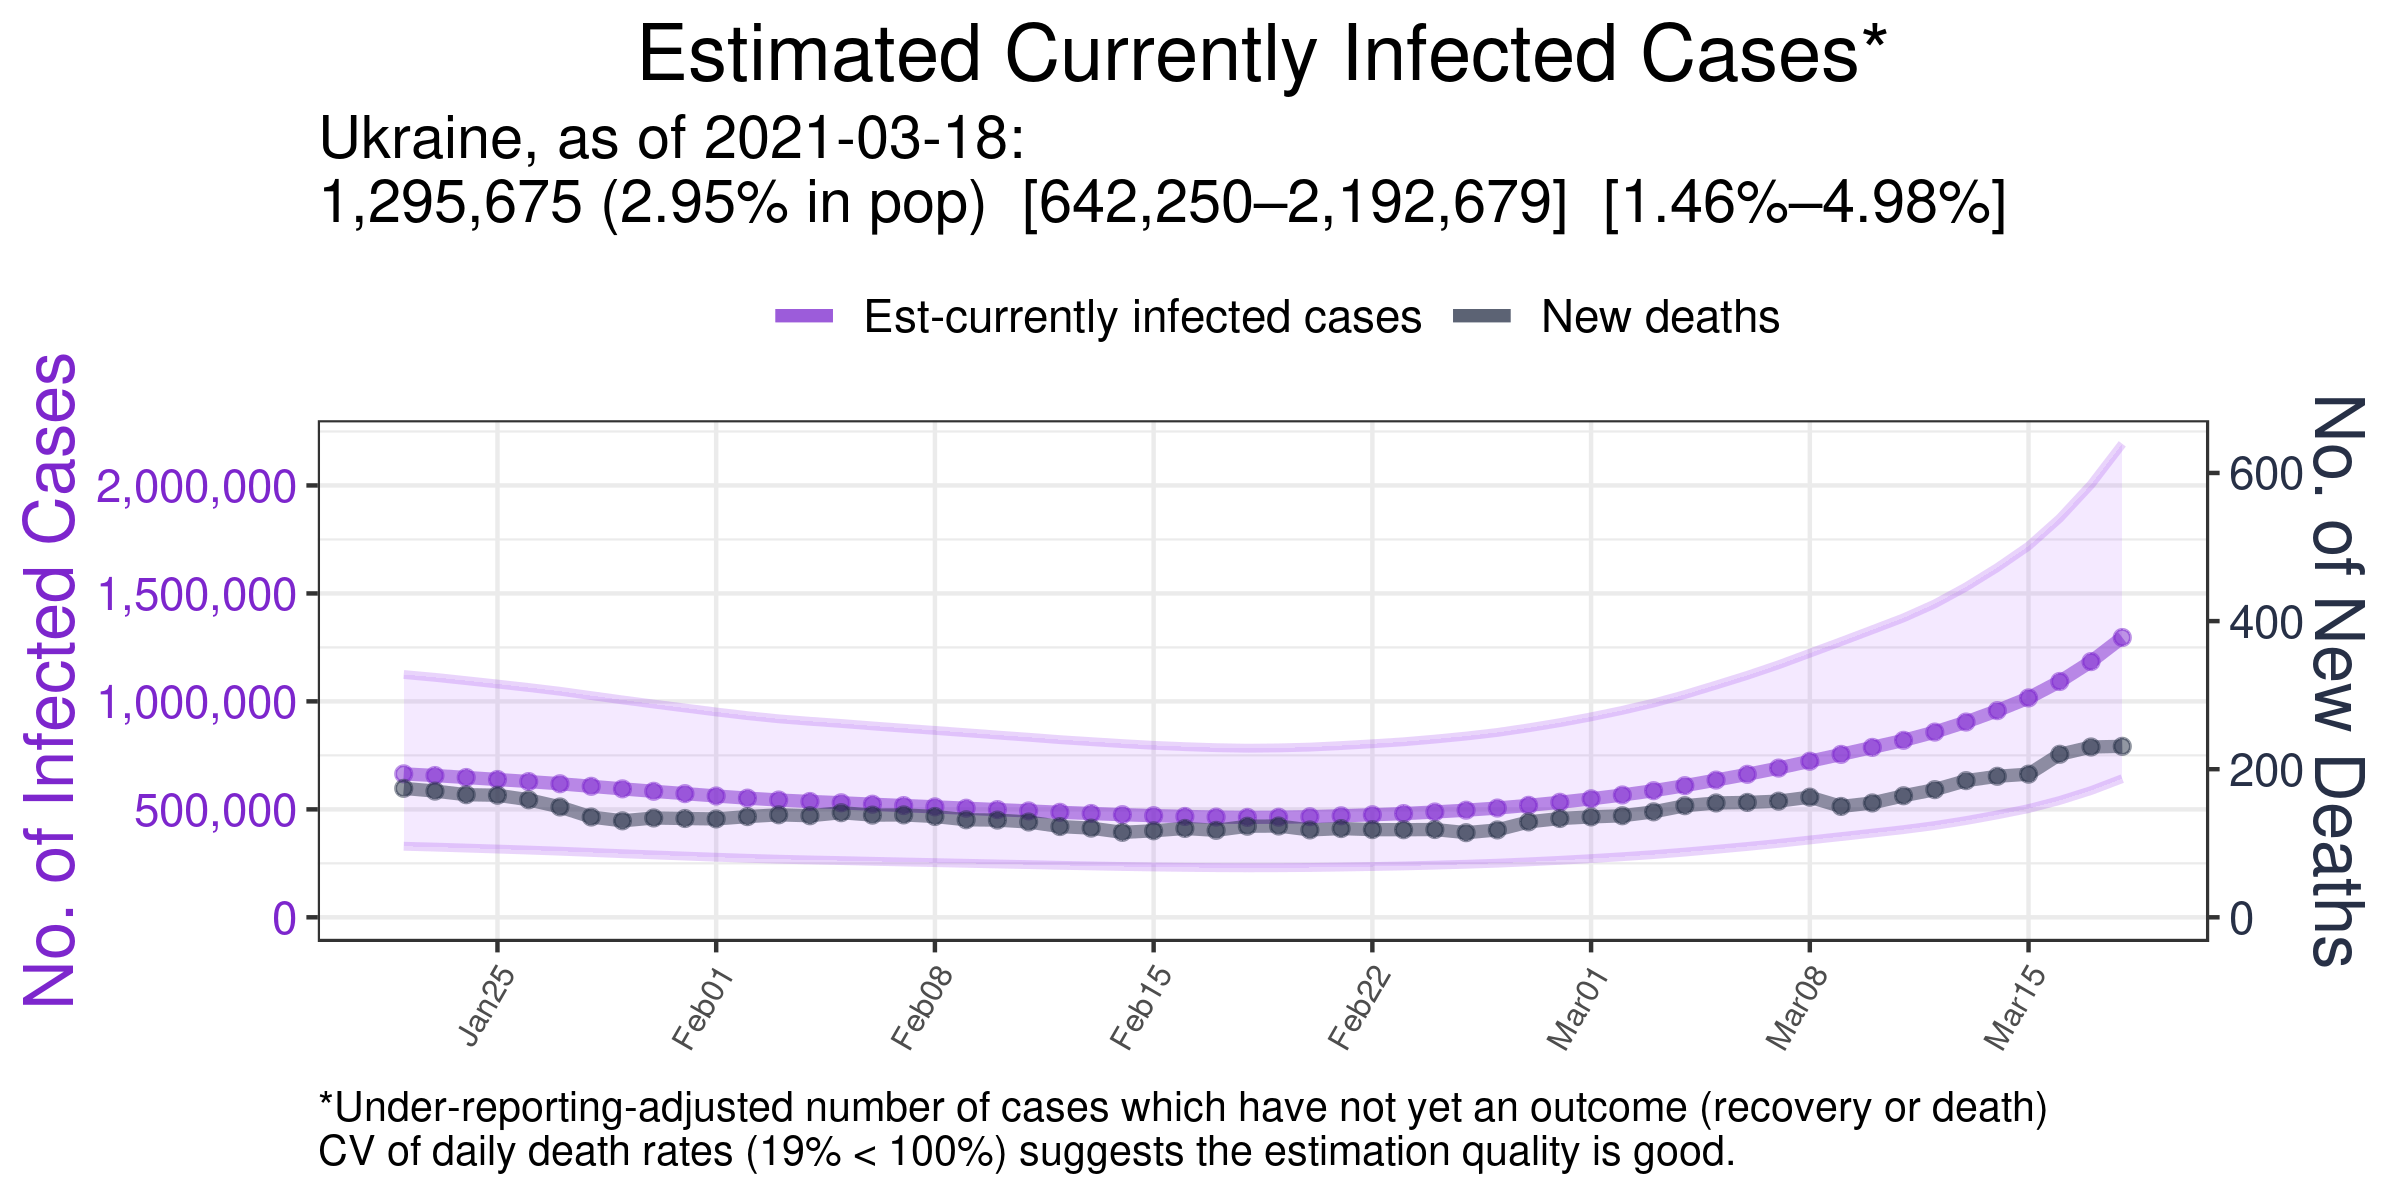 Estimated Currently Infected Cases*
Ukraine, as of 2021-03-18:
1,295,675 (2.95% in pop)  [642,250–2,192,679]  [1.46%–4.98%]
Est-currently infected cases
New deaths
No. of Infected Cases
2,000,000
1,500,000
1,000,000
500,000
0
No. of New Deaths
600
400
200
0
Jan25
Feb01
Feb08
Feb15
Feb22
Mar01
Mar08
Mar15
*Under-reporting-adjusted number of cases which have not yet an outcome (recovery or death)
CV of daily death rates (19% < 100%) suggests the estimation quality is good.